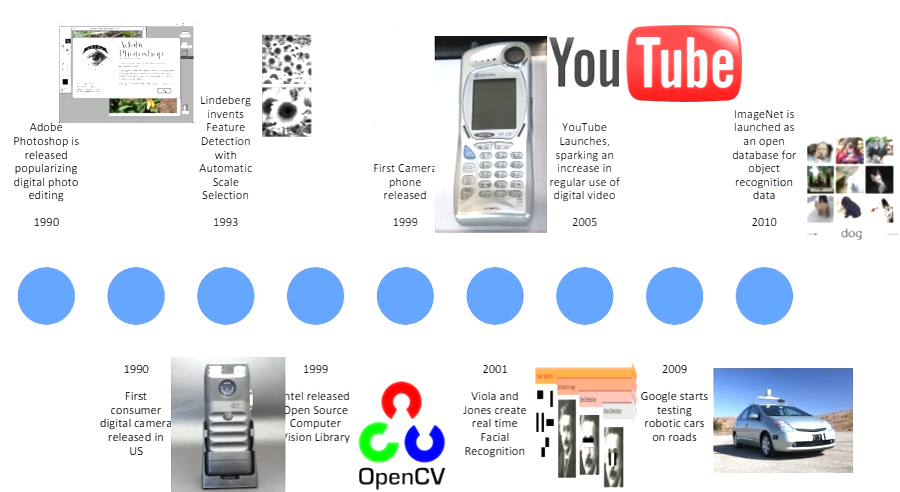 Adobe
Photoshop
You Tube
Adobe
Photoshop is
released
popularizing
digital photo
editing
1990
Lindeberg
invents
Feature
Detection
with
Automatic
Scale
Selection
1993
First Camera
phone
released
1999
KYOCERA
YouTube
Launches,
sparking an
increase in
regular use of
digital video
2005
ImageNet is
launched as
an open
database for
object
recognition
data
2010
dog
1990
First
consumer
digital camera
released in
US
1999
ntel released
Open Source
Computer
Vision Library
OpenCV
2001
Viola and
Jones create
real time
Facial
Recognition
2009
Google starts
testing
robotic cars
on roads